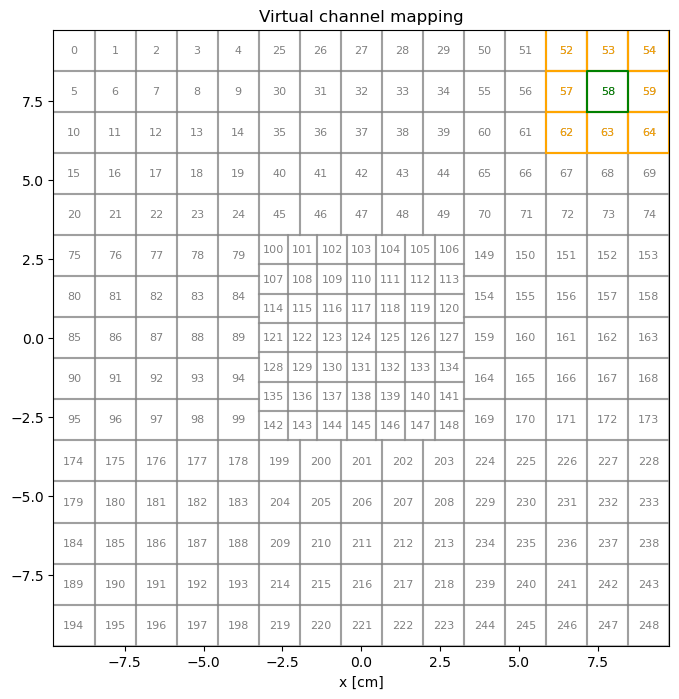 Virtual channel mapping
0 1 2 3 4 25 26 27 28 29 50 51 52 53 54
7.5 5 6 7 8 9 30 31 32 33 34 55 56 57 58 59
10 11 12 13 14 35 36 37 38 39 60 61 62 63 64
5.0 15 16 17 18 19 40 41 42 43 44 65 66 67 68 69
20 21 22 23 24 45 46 47 48 49 70 71 72 73 74
2.5 75 76 77 78 79 100 101 102 103 104 105 106 149 150 151 152 153
107 108 109 110 111 112 113
80 81 82 83 84 114 115 116 117 118 119 120 154 155 156 157 158
0.0 85 86 87 88 89 121 122 123 124 125 126 127 159 160 161 162 163
90 91 92 93 94 128 129 130 131 132 133 134 164 165 166 167 168
135 136 137 138 139 140 141
−2.5 95 96 97 98 99 142 143 144 145 146 147 148 169 170 171 172 173
174 175 176 177 178 199 200 201 202 203 224 225 226 227 228
−5.0 179 180 181 182 183 204 205 206 207 208 229 230 231 232 233
184 185 186 187 188 209 210 211 212 213 234 235 236 237 238
−7.5 189 190 191 192 193 214 215 216 217 218 239 240 241 242 243
194 195 196 197 198 219 220 221 222 223 244 245 246 247 248
−7.5 −5.0 −2.5 0.0 2.5 5.0 7.5
x [cm]